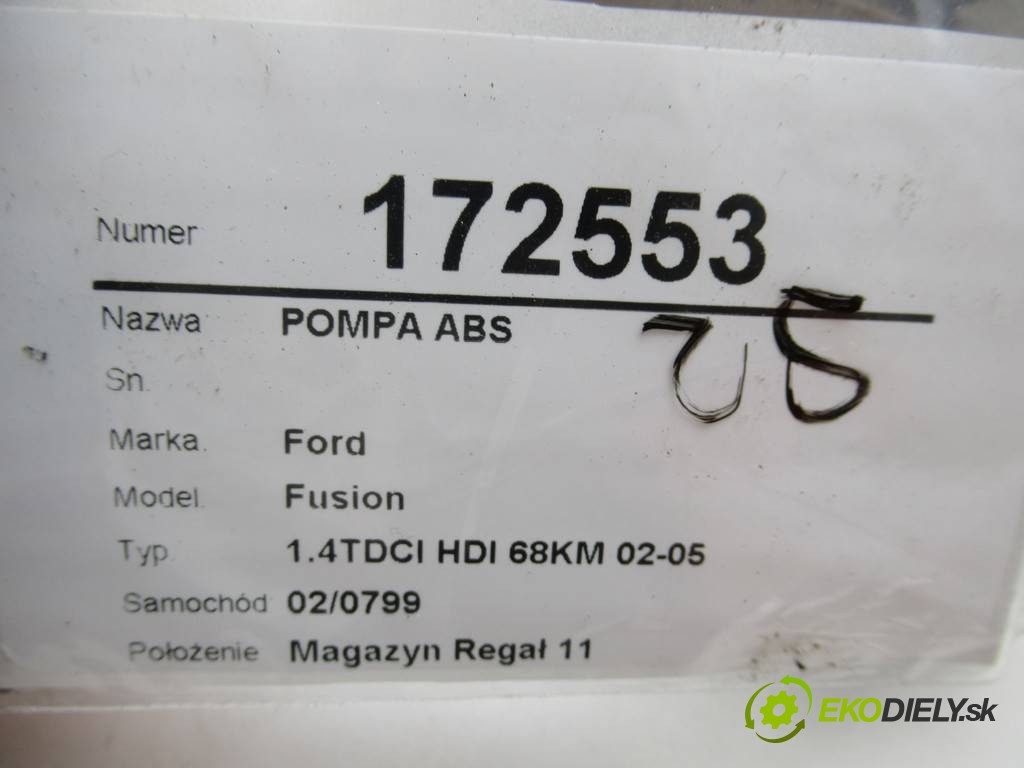 Numer 172553
Nazwa POMPA ABS
Sn.
Marka. Ford
Model. Fusion
Typ 1.4TDCI HDI 68KM 02-05
Samochód 02/0799
Położenie Magazyn Regał 11
EKODIELY.sk